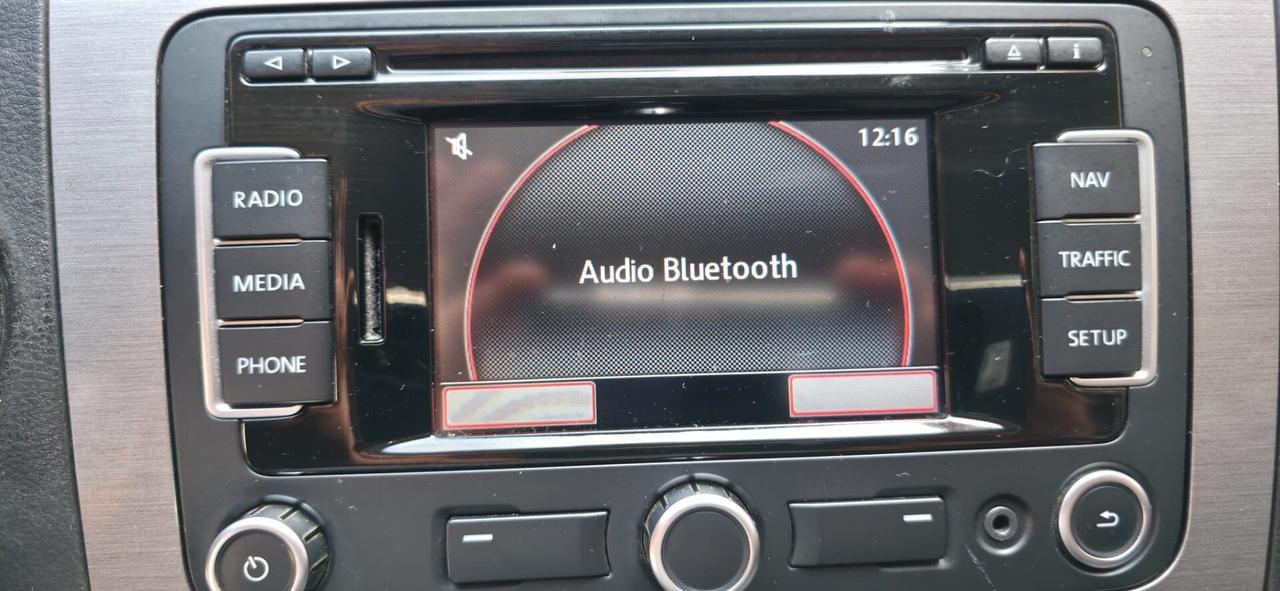 i
12:16
RADIO
MEDIA
PHONE
Audio Bluetooth
NAV
TRAFFIC
SETUP